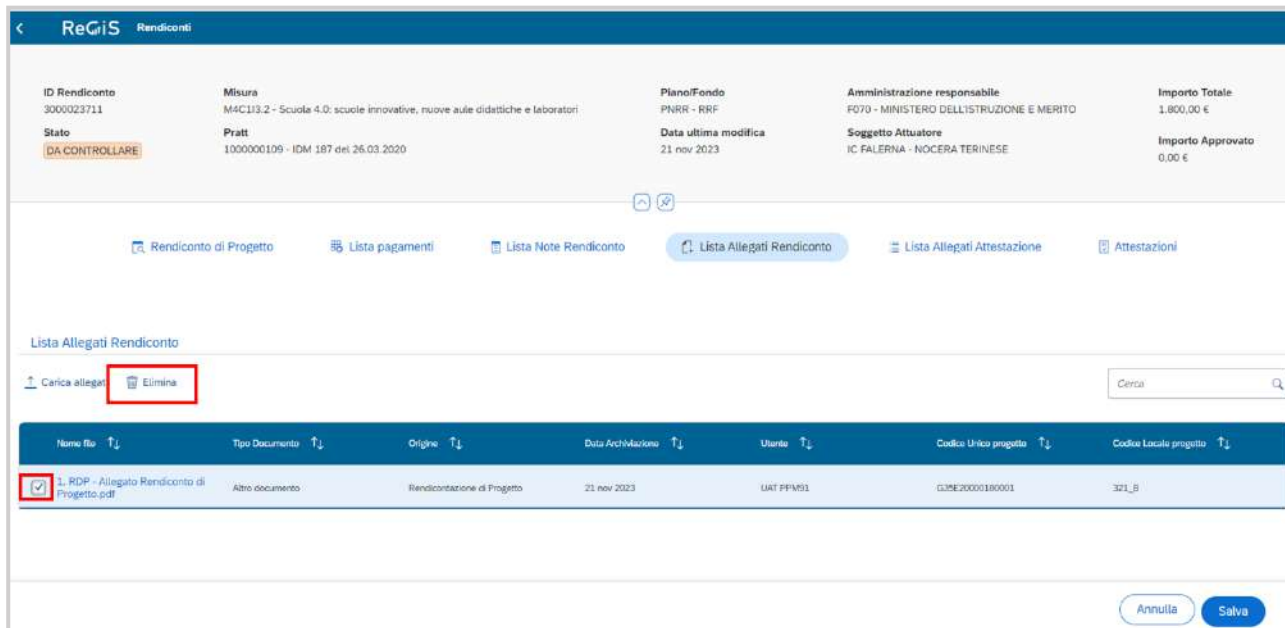 ReGiS Rendiconti
ID Rendiconto
3000023711
Misura
M4C1I3.2 - Scuola 4.0: scuole innovative, nuove aule didattiche e laboratori
Piano/Fondo
PNRR - RRF
Amministrazione responsabile
F070 - MINISTERO DELL'ISTRUZIONE E MERITO
Importo Totale
1.800,00 €
Stato
DA CONTROLLARE
Pratt
1000000109 - IDM 187 del 26.03.2020
Data ultima modifica
21 nov 2023
Soggetto Attuatore
IC FALERNA - NOCERA TERINESE
Importo Approvato
0,00 €
Rendiconto di Progetto Lista pagamenti Lista Note Rendiconto Lista Allegati Rendiconto Lista Allegati Attestazione Attestazioni
Lista Allegati Rendiconto
Carica allegat Elimina Cerca
Nome file Tipo Documento Origine Data Archiviazione Utente Codice Unico progetto Codice Locale progetto
1. RDP - Allegato Rendiconto di
Progetto.pdf
Altro documento Rendicontazione di Progetto 21 nov 2023 UAT PPM91 G35E20000180001 321_B
Annulla Salva